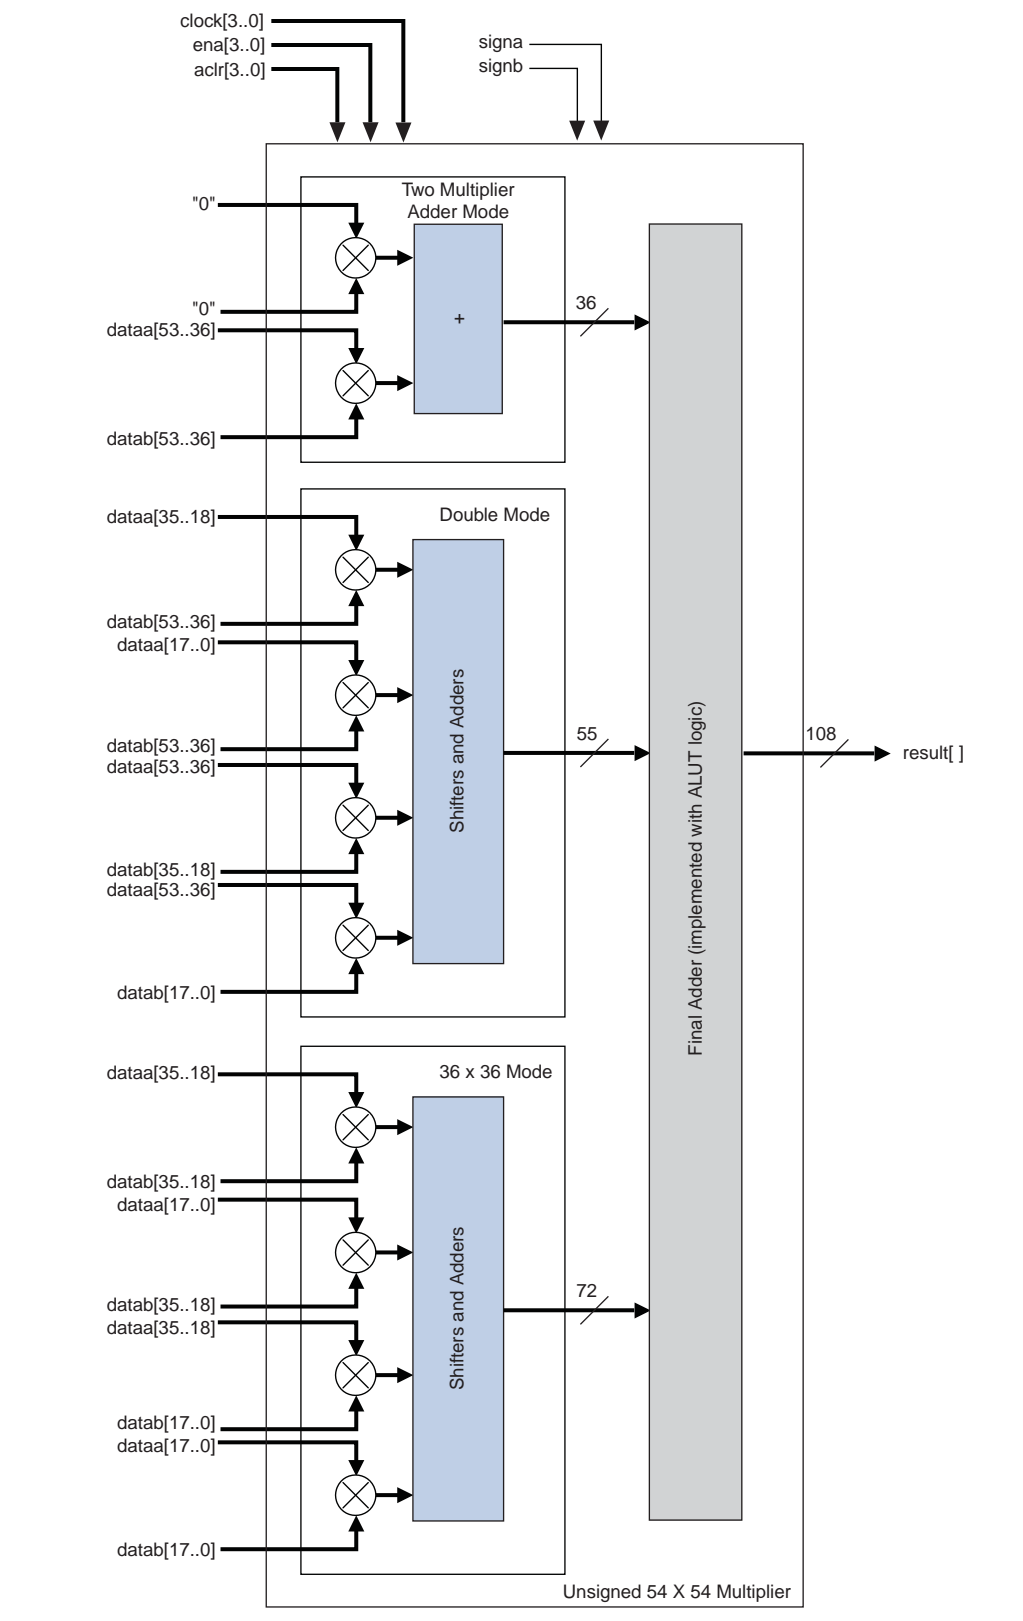 clock[3..0]
ena[3..0]
aclr[3..0]
signa
signb
Two Multiplier
Adder Mode
"0"
"0"
dataa[53..36]
+
36
datab[53..36]
dataa[35..18]
Double Mode
datab[53..36]
dataa[17..0]
Shifters and Adders
datab[53..36]
dataa[53..36]
55
Final Adder (implemented with ALUT logic)
108
result[ ]
datab[35..18]
dataa[53..36]
datab[17..0]
dataa[35..18]
36 x 36 Mode
datab[35..18]
dataa[17..0]
Shifters and Adders
72
datab[35..18]
dataa[35..18]
datab[17..0]
dataa[17..0]
datab[17..0]
Unsigned 54 X 54 Multiplier